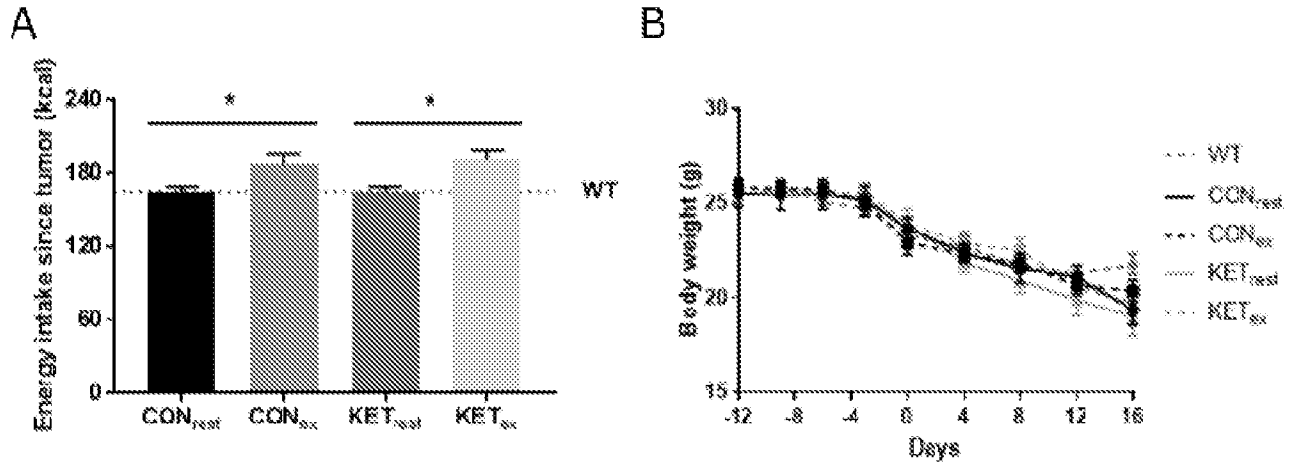 A
Energy intake since tumor (kcal)
240
180
120
60
0
*
*
WT
CONrest
CONex
KETrest
KETex
B
Body weight (g)
30
25
20
15
-12
-8
-4
0
4
8
12
16
Days
WT
CONrest
CONex
KETrest
KETex